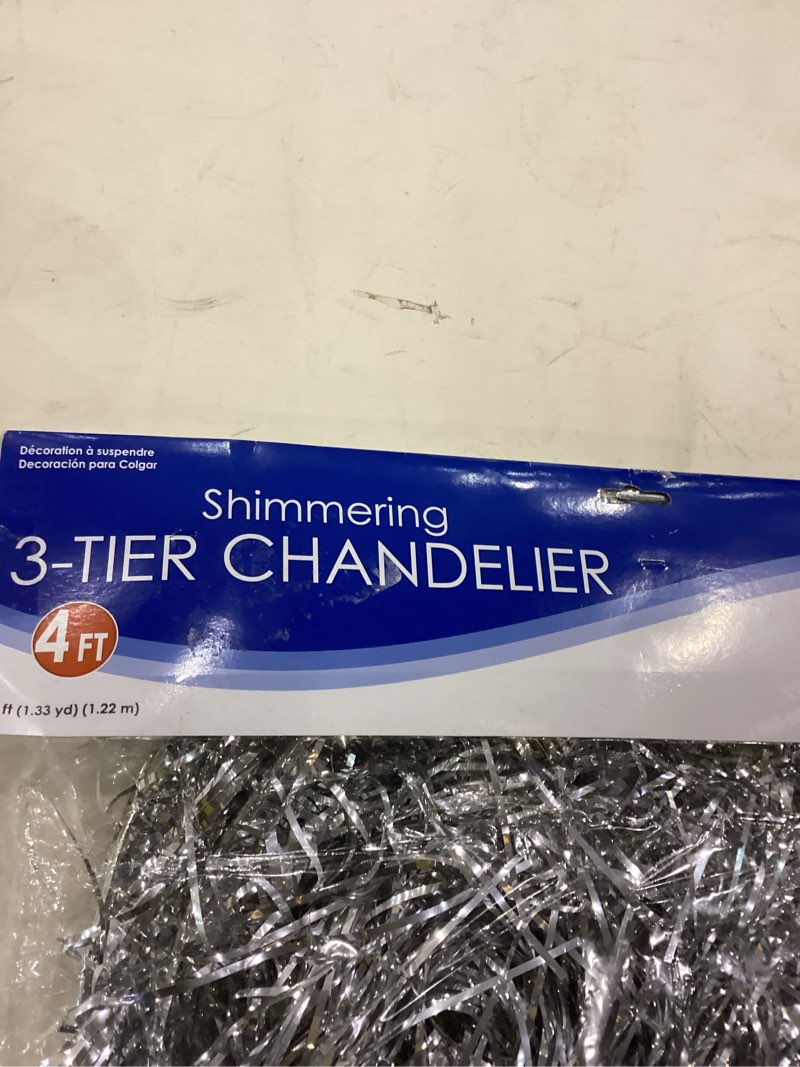 Décoration à suspendre
Decoración para Colgar
Shimmering
3-TIER CHANDELIER
4 FT
ft (1.33 yd) (1.22 m)